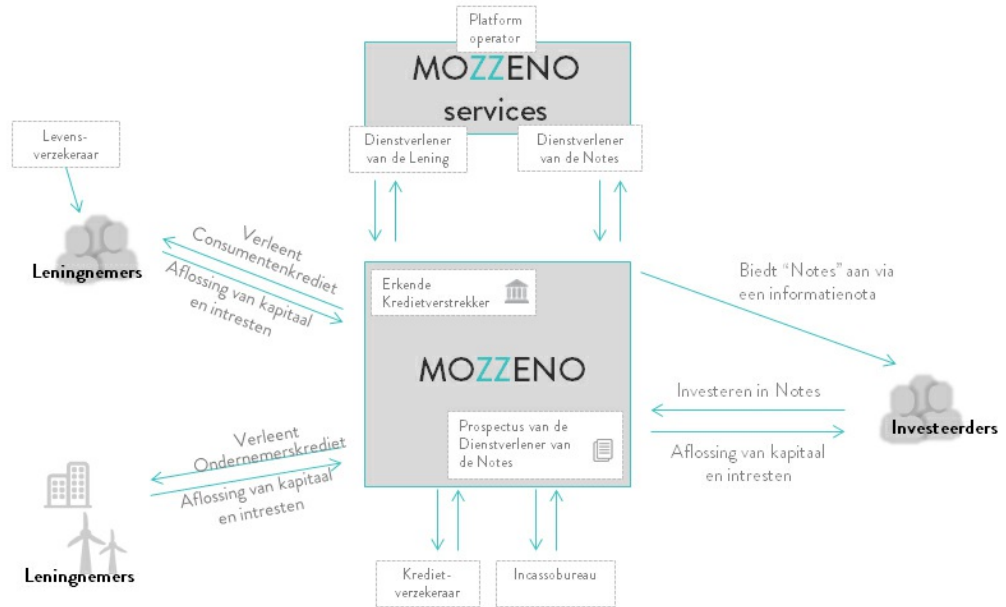 Platform
operator
MOZZENO
services
Dienstverlener
van de Lening
Dienstverlener
van de Notes
Levens-
verzekeraar
Leningnemers
Verleent
Consumentenkrediet
Aflossing van kapitaal
en intresten
Erkende
Kredietverstrekker
MOZZENO
Prospectus van de
Dienstverlener van
de Notes
Biedt “Notes” aan via
een informatienota
Investeren in Notes
Investeerders
Aflossing van kapitaal
en intresten
Verleent
Ondernemerskrediet
Aflossing van kapitaal
en intresten
Leningnemers
Krediet-
verzekeraar
Incassobureau